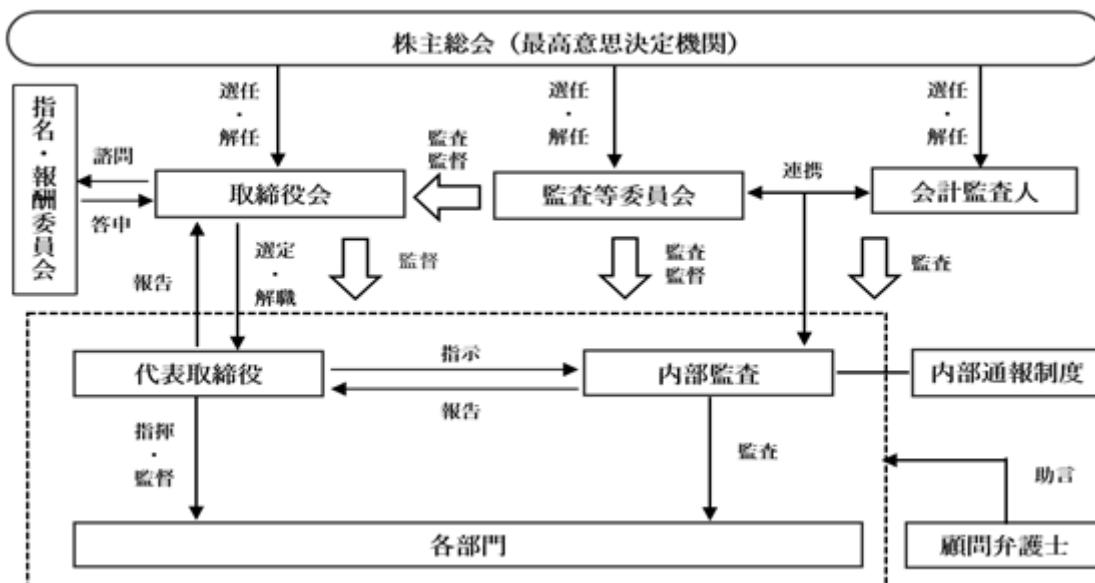 株主総会（最高意思決定機関）
選任
・
解任
選任
・
解任
選任
・
解任
指名・報酬委員会
諮問
答申
取締役会
監査
監督
監査等委員会
連携
会計監査人
報告
選定
・
解職
監督
監査
監督
監査
代表取締役
指示
報告
内部監査
内部通報制度
指揮
・
監督
監査
助言
各部門
顧問弁護士